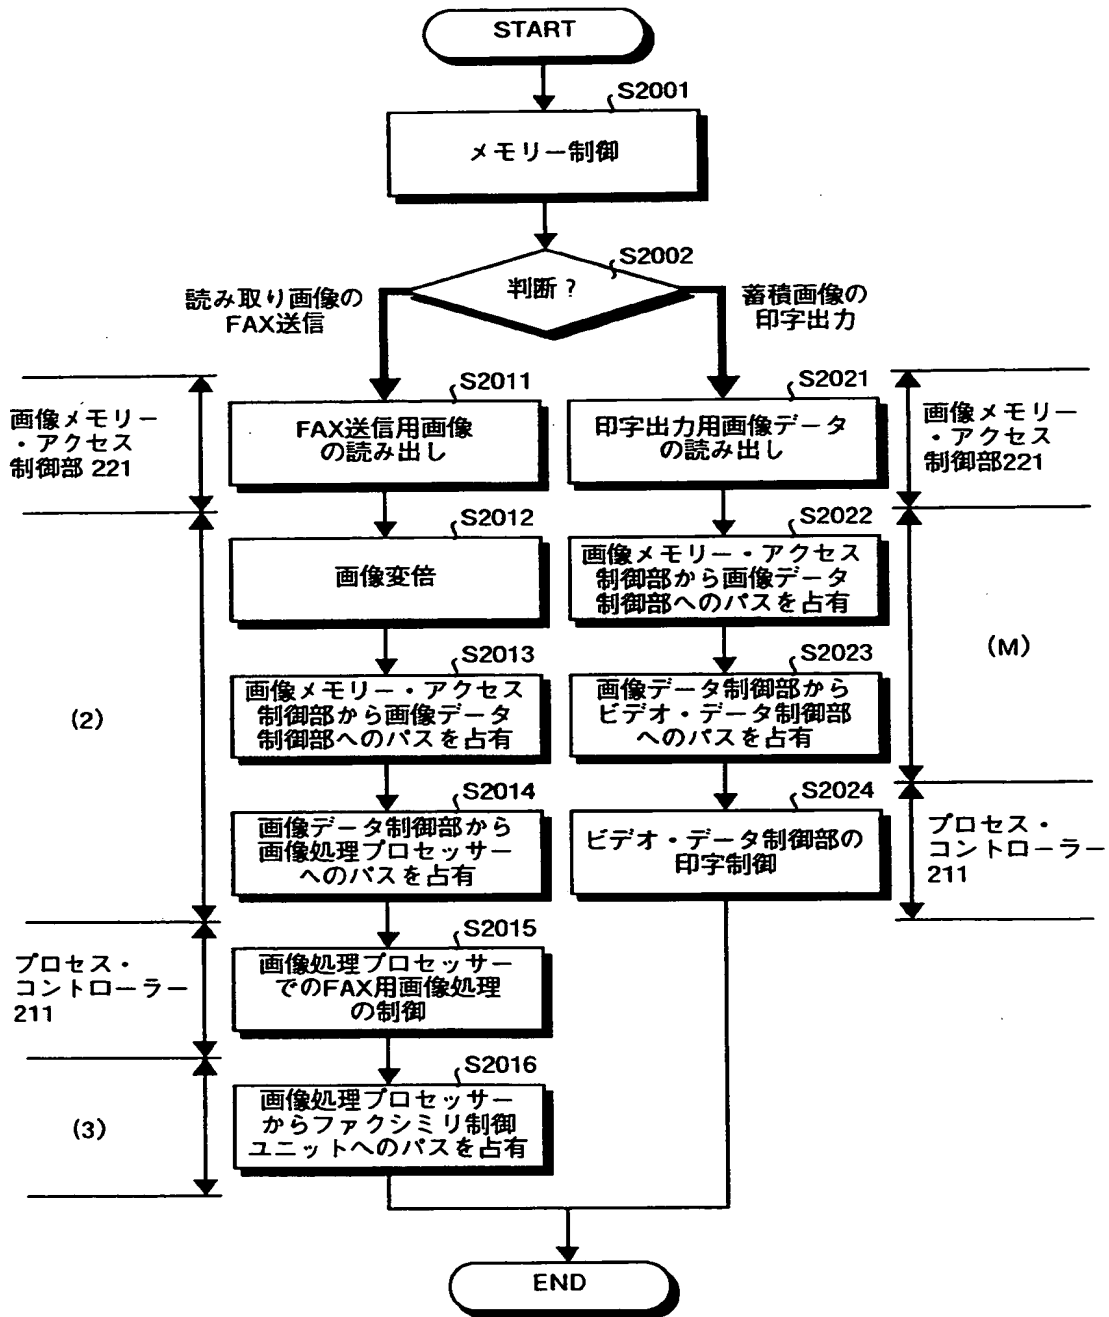 START
S2001
メモリー制御
S2002
判断？
読み取り画像の
FAX送信
蓄積画像の
印字出力
画像メモリー
・アクセス
制御部 221
S2011
FAX送信用画像
の読み出し
S2021
印字出力用画像データ
の読み出し
画像メモリー
・アクセス
制御部221
S2012
画像変倍
S2022
画像メモリー・アクセス
制御部から画像データ
制御部へのパスを占有
(2)
S2013
画像メモリー・アクセス
制御部から画像データ
制御部へのパスを占有
S2023
画像データ制御部から
ビデオ・データ制御部
へのパスを占有
(M)
S2014
画像データ制御部から
画像処理プロセッサー
へのパスを占有
S2024
ビデオ・データ制御部の
印字制御
プロセス・
コントローラー
211
プロセス・
コントローラー
211
S2015
画像処理プロセッサー
でのFAX用画像処理
の制御
(3)
S2016
画像処理プロセッサー
からファクシミリ制御
ユニットへのパスを占有
END